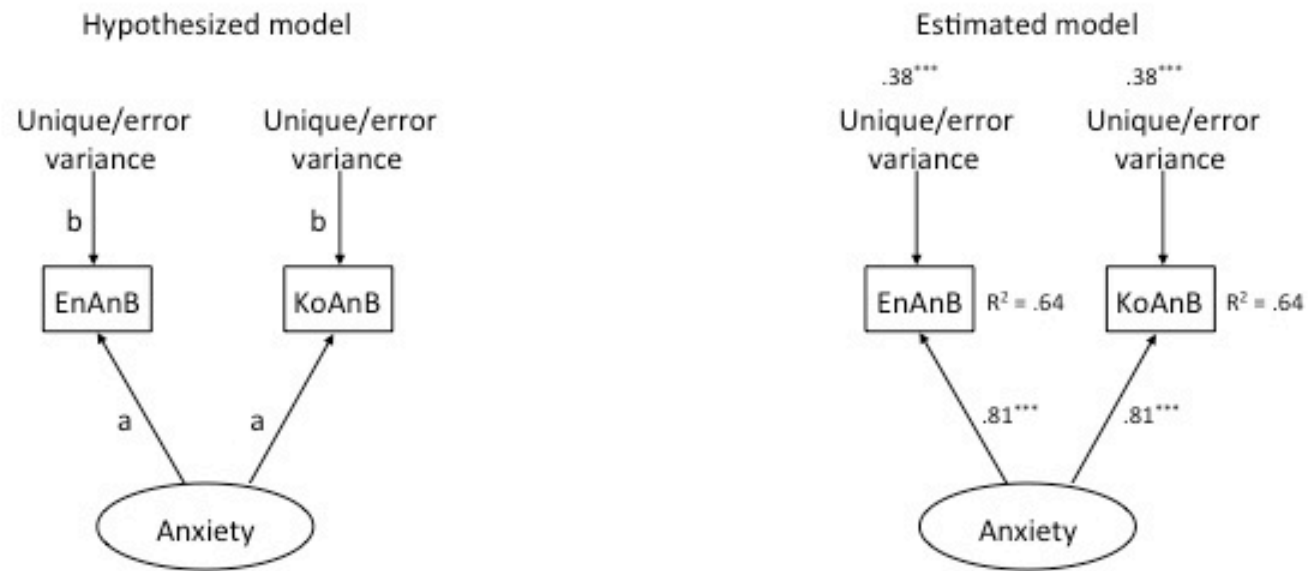 Hypothesized model
Unique/error
variance
Unique/error
variance
b
b
EnAnB
KoAnB
a
a
Anxiety
Estimated model
.38***
.38***
Unique/error
variance
Unique/error
variance
EnAnB
R² = .64
KoAnB
R² = .64
.81***
.81***
Anxiety